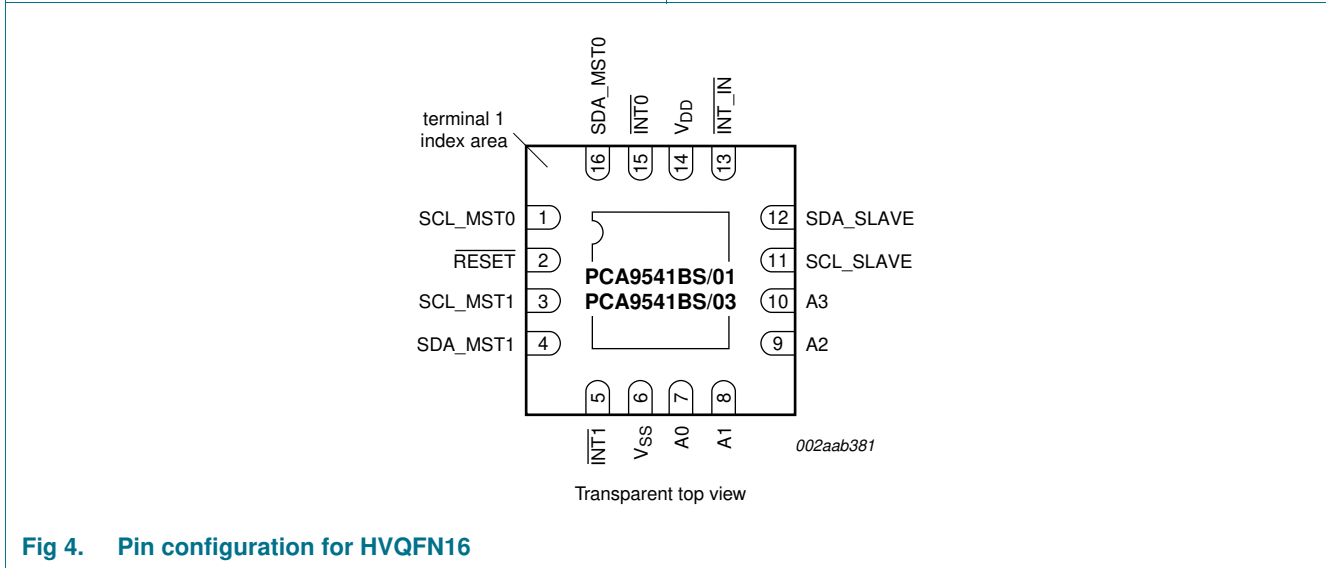 SDA_MST0
INT0
VDD
INT_IN
terminal 1
index area
16
15
14
13
SCL_MST0 1
RESET 2
SCL_MST1 3
SDA_MST1 4
PCA9541BS/01
PCA9541BS/03
12 SDA_SLAVE
11 SCL_SLAVE
10 A3
9 A2
5
6
7
8
INT1
VSS
A0
A1
002aab381
Transparent top view
Fig 4. Pin configuration for HVQFN16